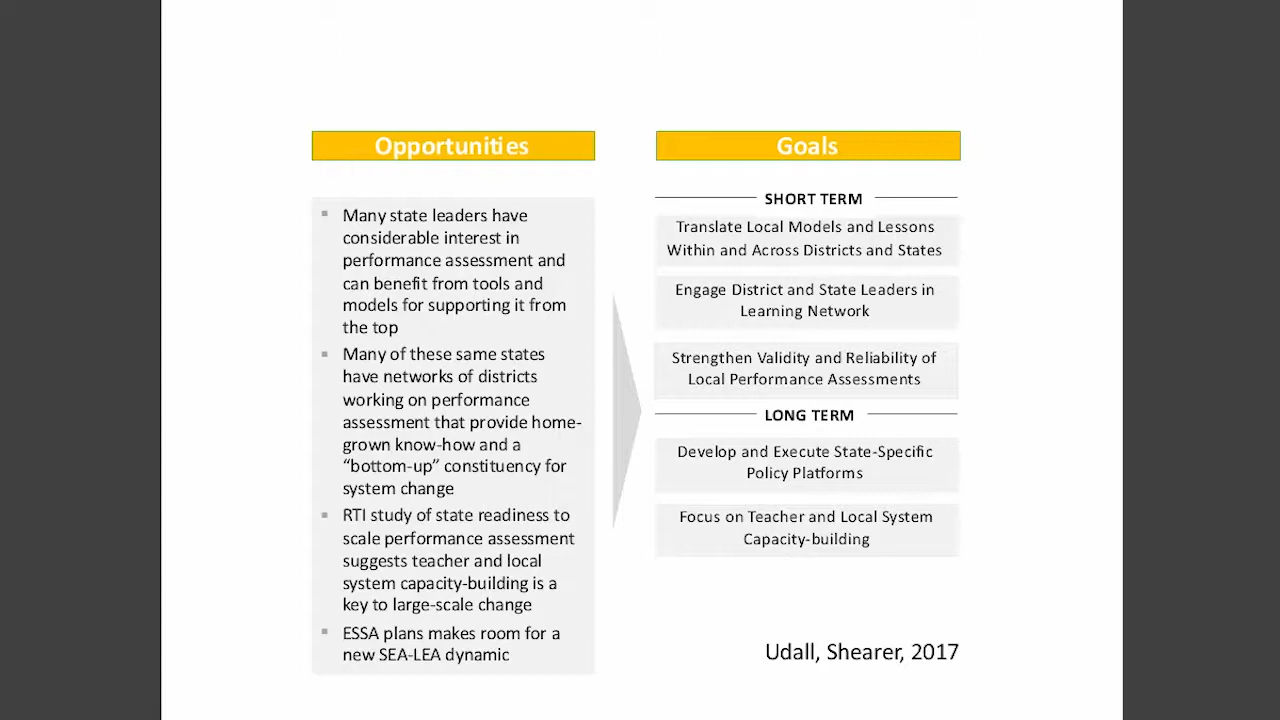 Opportunities
Many state leaders have
considerable interest in
performance assessment and
can benefit from tools and
models for supporting it from
the top
Many of these same states
have networks of districts
working on performance
assessment that provide home-
grown know-how and a
“bottom-up” constituency for
system change
RTI study of state readiness to
scale performance assessment
suggests teacher and local
system capacity-building is a
key to large-scale change
ESSA plans makes room for a
new SEA-LEA dynamic
Goals
SHORT TERM
Translate Local Models and Lessons
Within and Across Districts and States
Engage District and State Leaders in
Learning Network
Strengthen Validity and Reliability of
Local Performance Assessments
LONG TERM
Develop and Execute State-Specific
Policy Platforms
Focus on Teacher and Local System
Capacity-building
Udall, Shearer, 2017